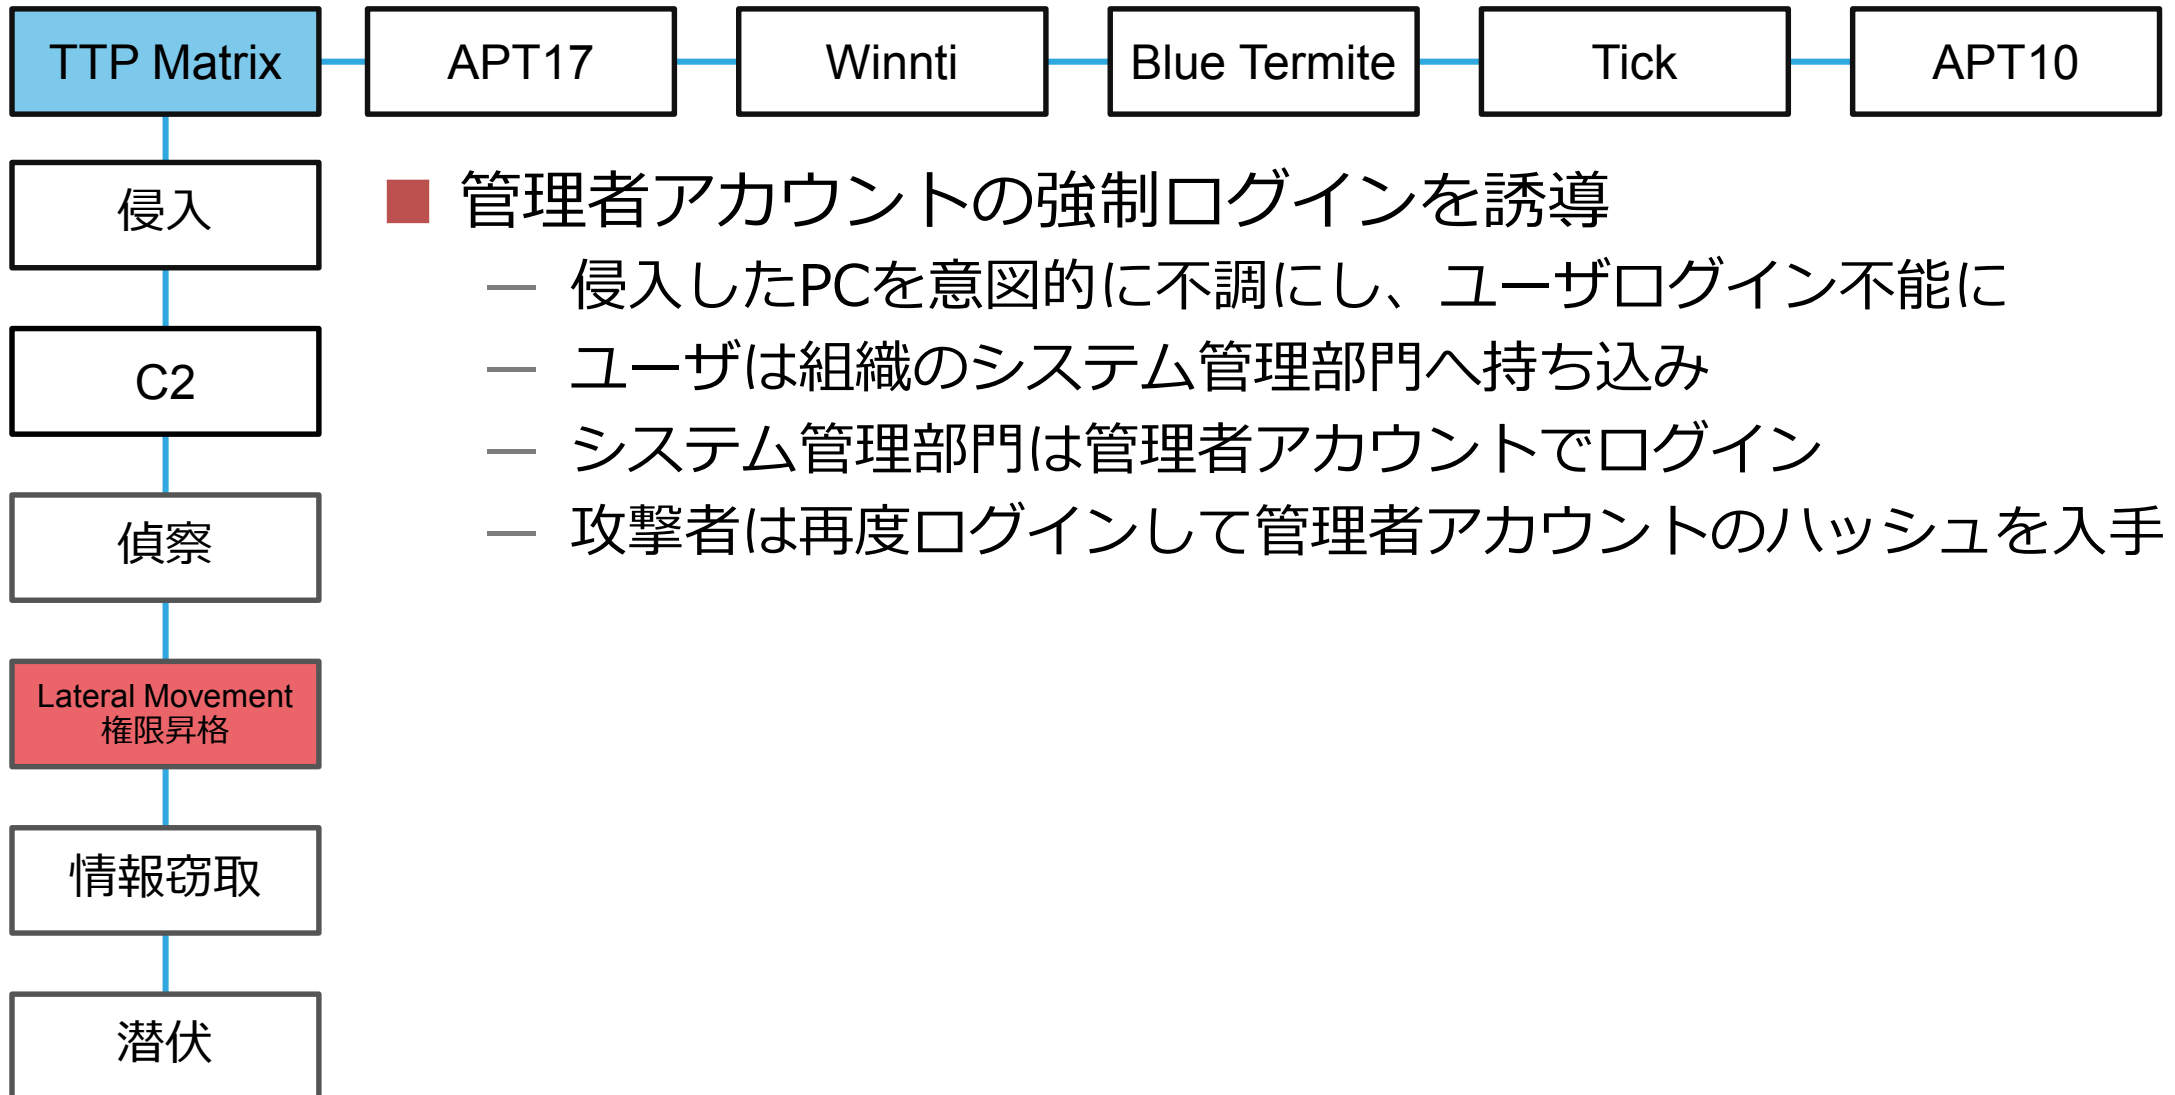 TTP Matrix
APT17
Winnti
Blue Termite
Tick
APT10
侵入
C2
偵察
Lateral Movement
権限昇格
情報窃取
潜伏
管理者アカウントの強制ログインを誘導
― 侵入したPCを意図的に不調にし、ユーザログイン不能に
― ユーザは組織のシステム管理部門へ持ち込み
― システム管理部門は管理者アカウントでログイン
― 攻撃者は再度ログインして管理者アカウントのハッシュを入手